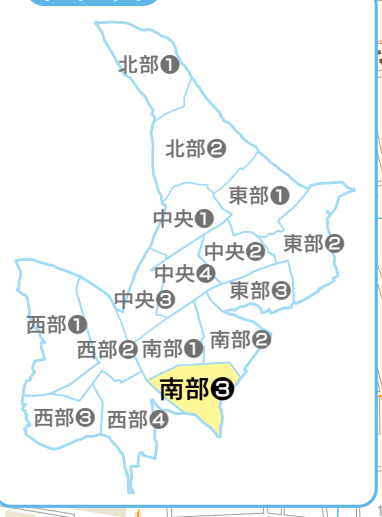 北部❶
北部❷
東部❶
中央❶
中央❷
東部❷
中央❹
東部❸
中央❸
西部❶
西部❷
南部❶
南部❷
南部❸
西部❸
西部❹